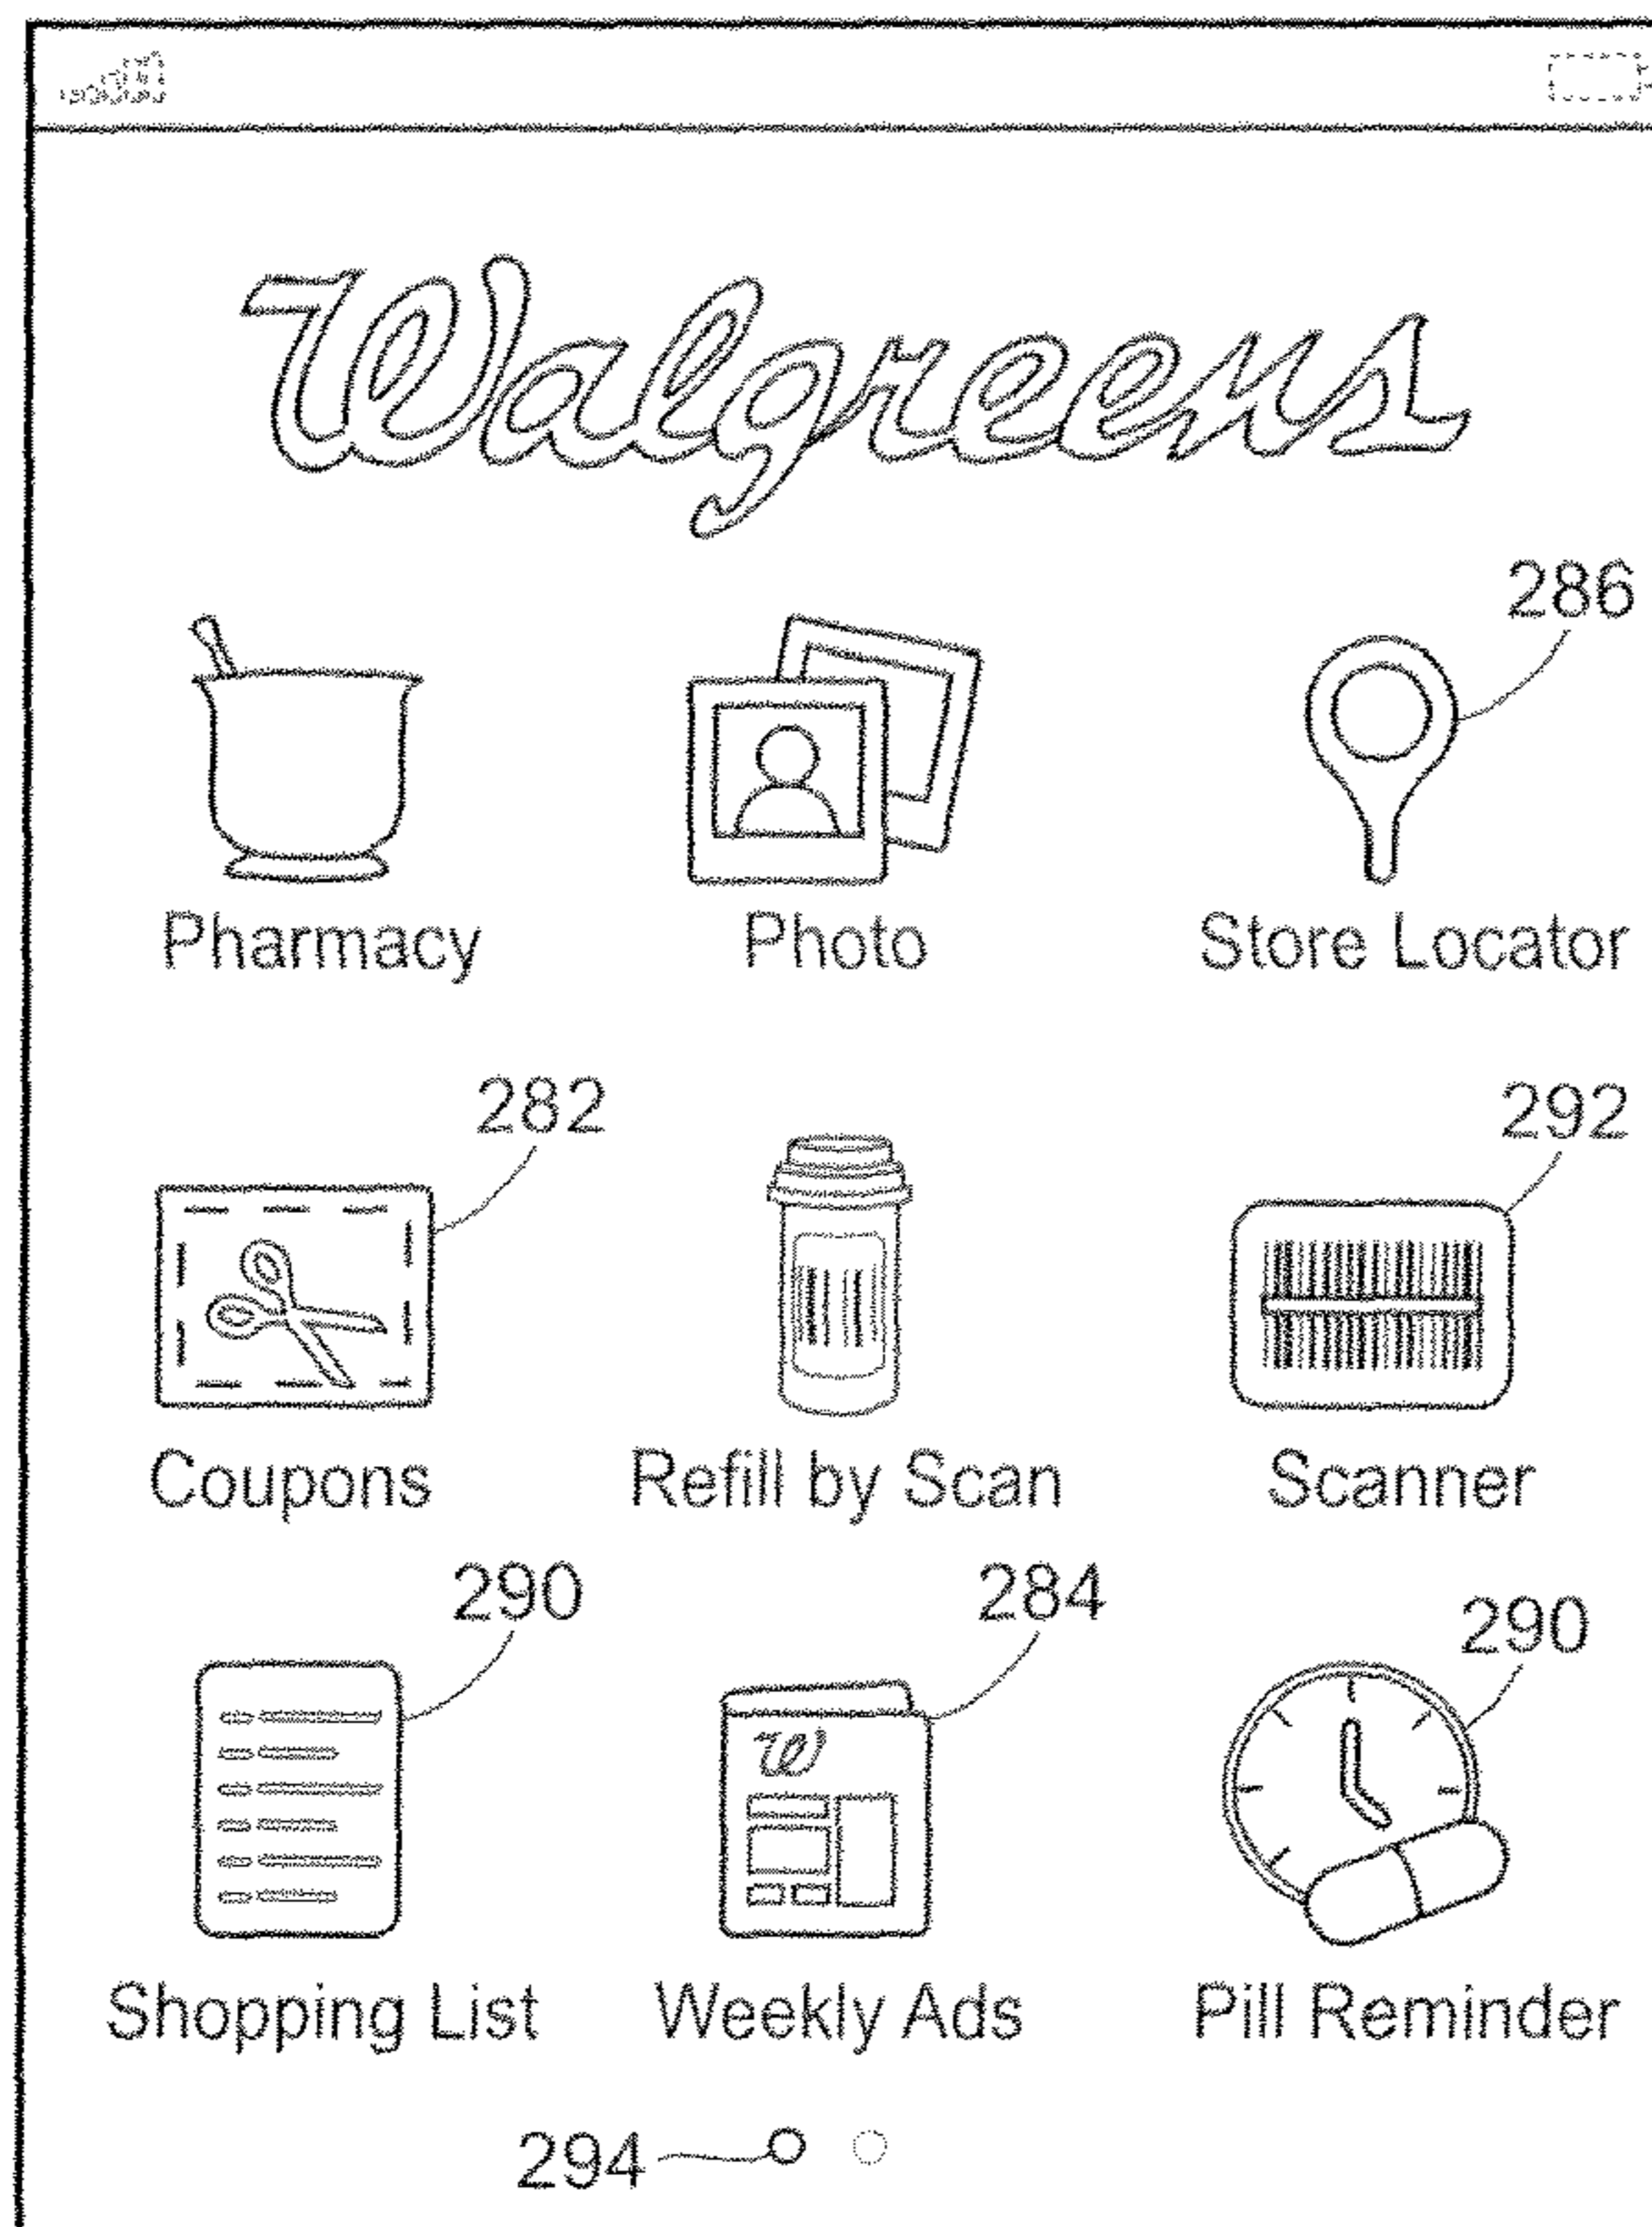 Walgreens
286
Pharmacy Photo Store Locator
282 292
Coupons Refill by Scan Scanner
290 284 290
W
Shopping List Weekly Ads Pill Reminder
294